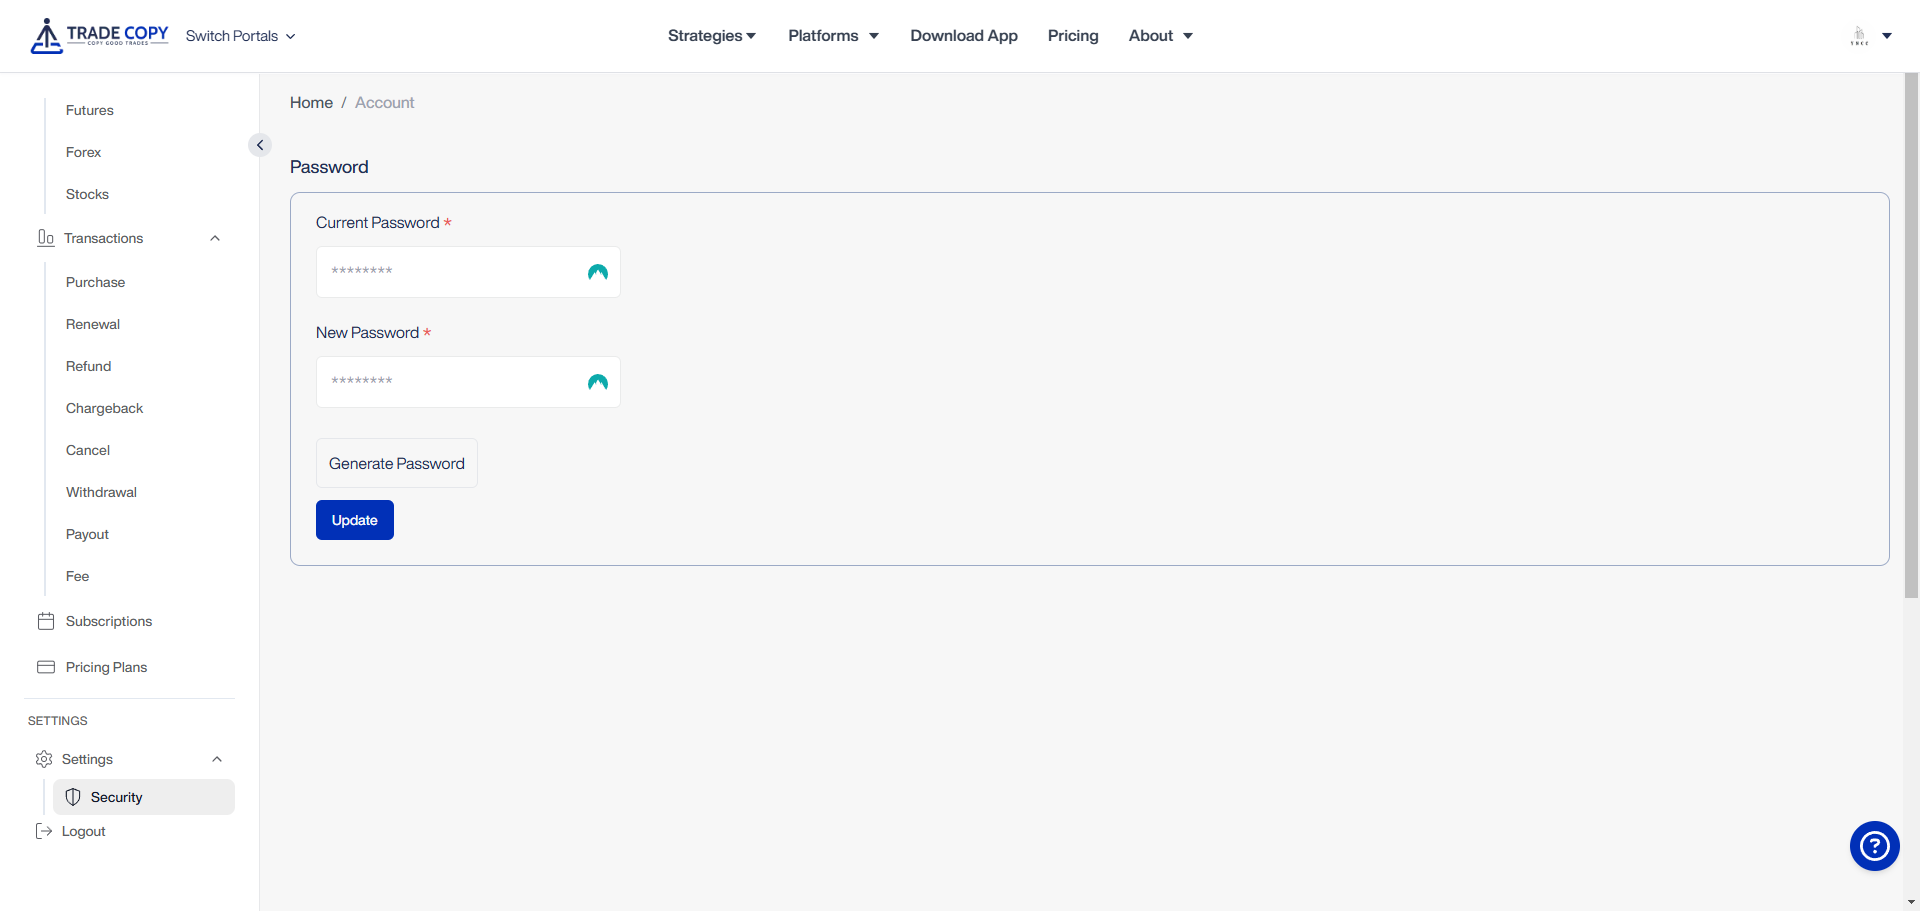 TRADE COPY
COPY GOOD TRADES
Switch Portals
Strategies
Platforms
Download App
Pricing
About
Futures
Forex
Stocks
Transactions
Purchase
Renewal
Refund
Chargeback
Cancel
Withdrawal
Payout
Fee
Subscriptions
Pricing Plans
SETTINGS
Settings
Security
Logout
Home / Account
Password
Current Password *
********
New Password *
********
Generate Password
Update
?